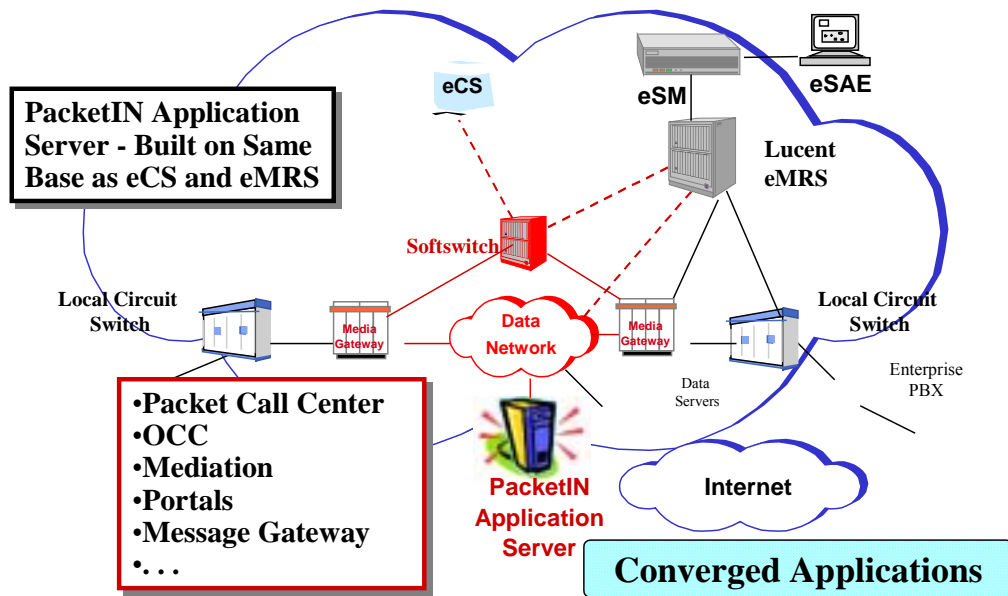 eCS
eSM
eSAE
PacketIN Application
Server - Built on Same
Base as eCS and eMRS
Lucent
eMRS
Softswitch
Local Circuit
Switch
Media
Gateway
Data
Network
Media
Gateway
Local Circuit
Switch
Data
Servers
Enterprise
PBX
•Packet Call Center
•OCC
•Mediation
•Portals
•Message Gateway
•. . .
PacketIN
Application
Server
Internet
Converged Applications